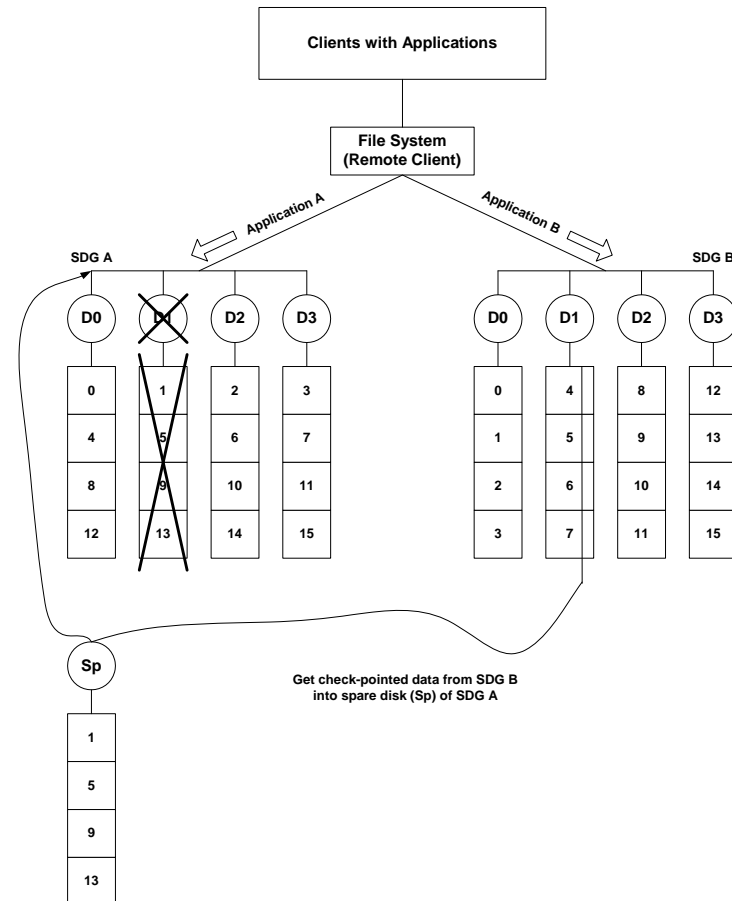 Clients with Applications
File System
(Remote Client)
Application A
Application B
SDG A
SDG B
D0
D1
D2
D3
D0
D1
D2
D3
0
1
2
3
0
4
8
12
4
5
6
7
1
5
9
13
8
9
10
11
2
6
10
14
12
13
14
15
3
7
11
15
Sp
Get check-pointed data from SDG B
into spare disk (Sp) of SDG A
1
5
9
13